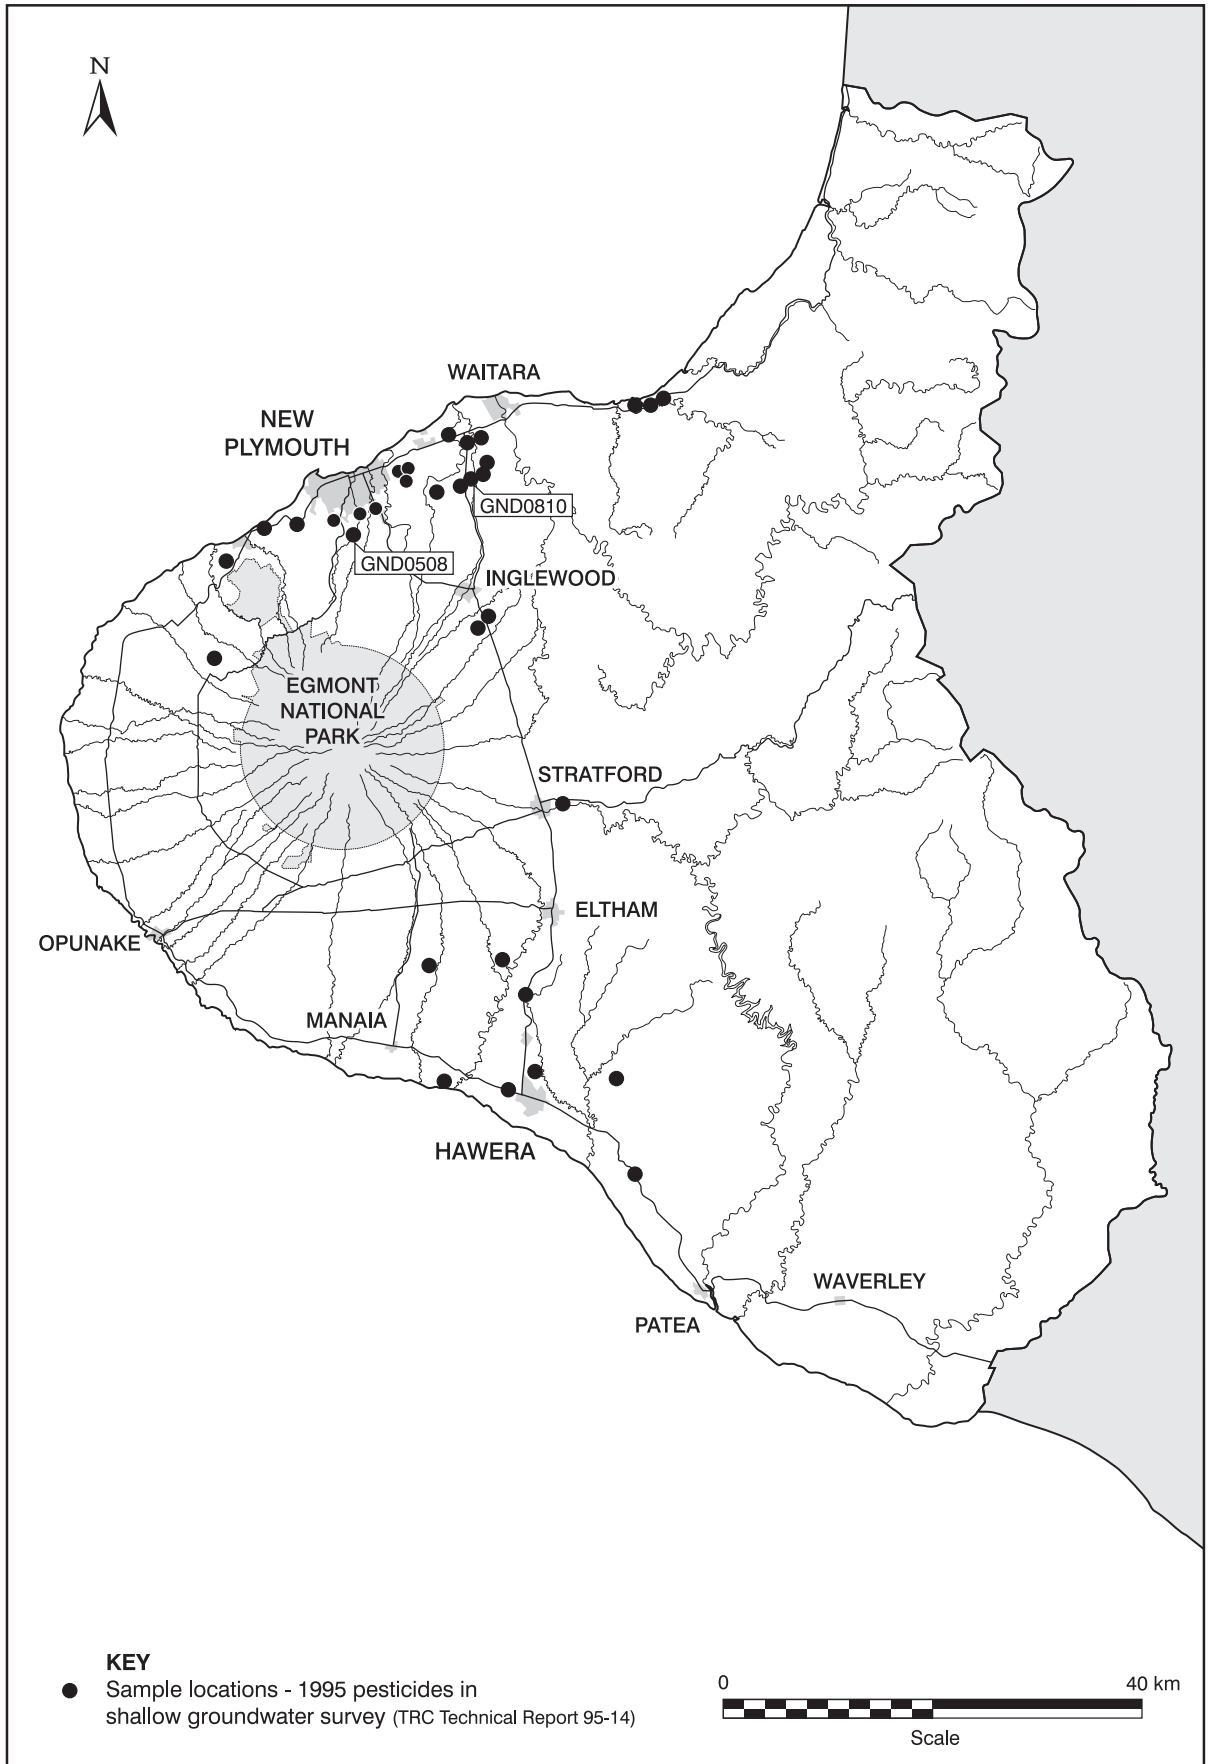 N
WAITARA
NEW
PLYMOUTH
GND0810
GND0508
INGLEWOOD
EGMONT
NATIONAL
PARK
STRATFORD
ELTHAM
OPUNAKE
MANAIA
HAWERA
WAVERLEY
PATEA
KEY
Sample locations - 1995 pesticides in
shallow groundwater survey (TRC Technical Report 95-14)
0 40 km
Scale